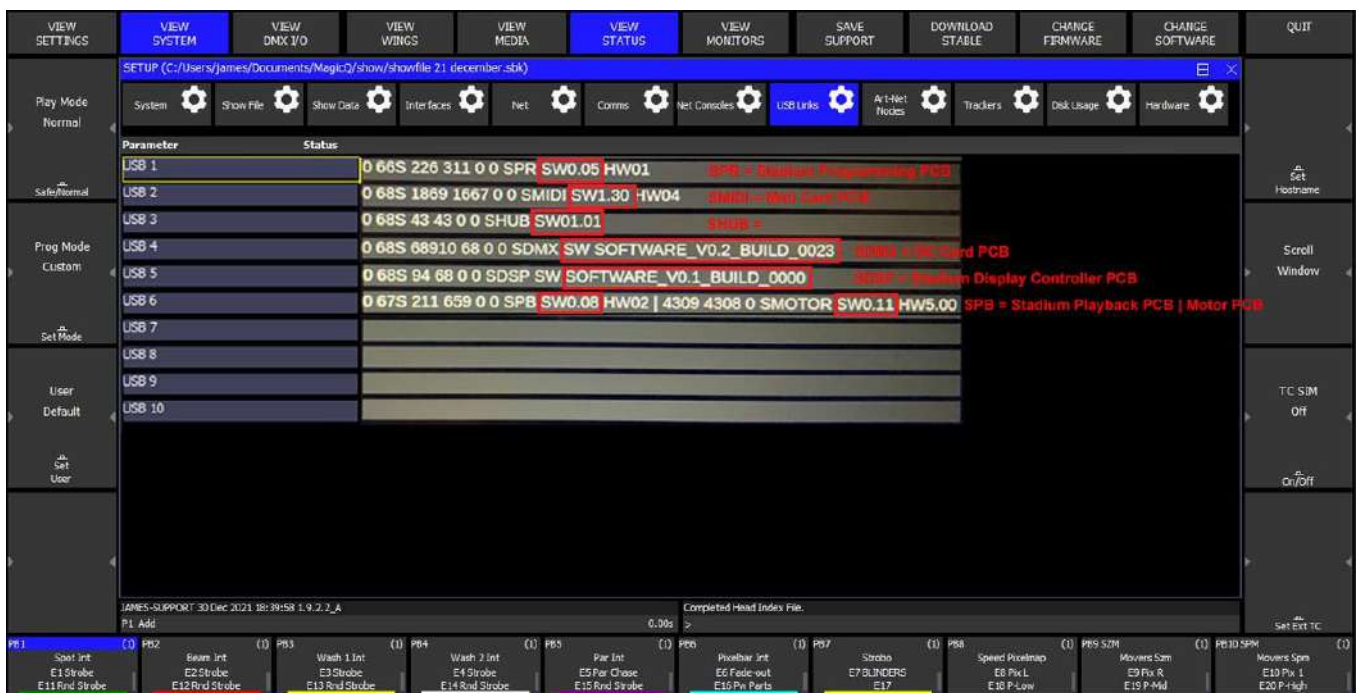 VIEW SETTINGS
VIEW SYSTEM
VIEW DMX I/O
VIEW WINGS
VIEW MEDIA
VIEW STATUS
VIEW MONITORS
SAVE SUPPORT
DOWNLOAD STABLE
CHANGE FIRMWARE
CHANGE SOFTWARE
QUIT
SETUP (C:/Users/james/Documents/MagicQ/show/showfile 21 december.sbk)
System
Show File
Show Data
Interfaces
Net
Comms
Net Consoles
USB Links
Art-Net Nodes
Trackers
Disk Usage
Hardware
Parameter Status
USB 1 0 66S 226 311 0 0 SPR SW0.05 HW01 SPR = Stadium Programming PCB
USB 2 0 68S 1869 1667 0 0 SMIDI SW1.30 HW04 SMIDI = Midi Card PCB
USB 3 0 68S 43 43 0 0 SHUB SW01.01 SHUB =
USB 4 0 68S 68910 68 0 0 SDMX SW SOFTWARE_V0.2_BUILD_0023 SDMX = Card PCB
USB 5 0 68S 94 68 0 0 SDSP SW SOFTWARE_V0.1_BUILD_0000 SDSP = Stadium Display Controller PCB
USB 6 0 67S 211 659 0 0 SPB SW0.08 HW02 | 4309 4308 0 SMOTOR SW0.11 HW5.00 SPB = Stadium Playback PCB | Motor PCB
USB 7
USB 8
USB 9
USB 10
Play Mode
Normal
Safe/Normal
Prog Mode
Custom
Set Mode
User
Default
Set
User
Set
Hostname
Scroll
Window
TC SIM
Off
On/Off
Set Ext TC
JAMES-SUPPORT 30 Dec 2021 18:39:58 1.9.2.2_A
Completed Head Index File.
P1 Add 0.00s >
PB1 (1) PB2 (1) PB3 (1) PB4 (1) PB5 (1) PB6 (1) PB7 (1) PB8 (1) PB9 SZM (1) PB10 SPM (1)
Spot Int Beam Int Wash 1 Int Wash 2 Int Par Int Pixelbar Int Strobo Speed Pixelmap Movers Szm Movers Spm
E1 Strobe E2 Strobe E3 Strobe E4 Strobe E5 Par Chase E6 Fade-out E7 BLINDERS E8 Pix L E9 Pix R E10 Pix 1
E11 Rnd Strobe E12 Rnd Strobe E13 Rnd Strobe E14 Rnd Strobe E15 Rnd Strobe E16 Pix Parts E17 E18 P-Low E19 P-Mid E20 P-High